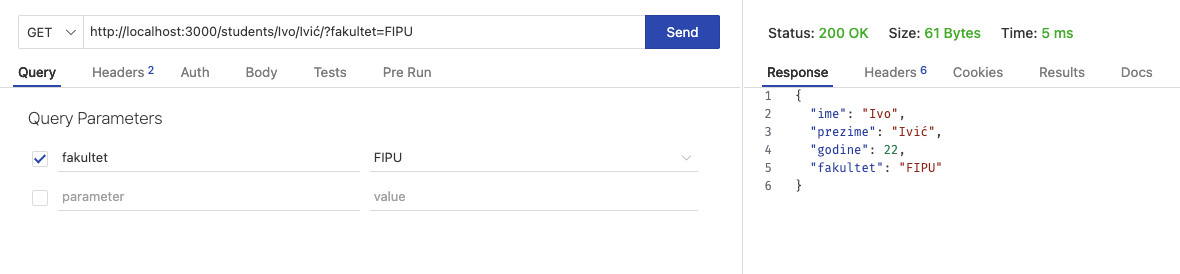 GET http://localhost:3000/students/Ivo/Ivić/?fakultet=FIPU Send
Query Headers 2 Auth Body Tests Pre Run
Query Parameters
fakultet FIPU
parameter value
Status: 200 OK Size: 61 Bytes Time: 5 ms
Response Headers 6 Cookies Results Docs
1 {
2 "ime": "Ivo",
3 "prezime": "Ivić",
4 "godine": 22,
5 "fakultet": "FIPU"
6 }